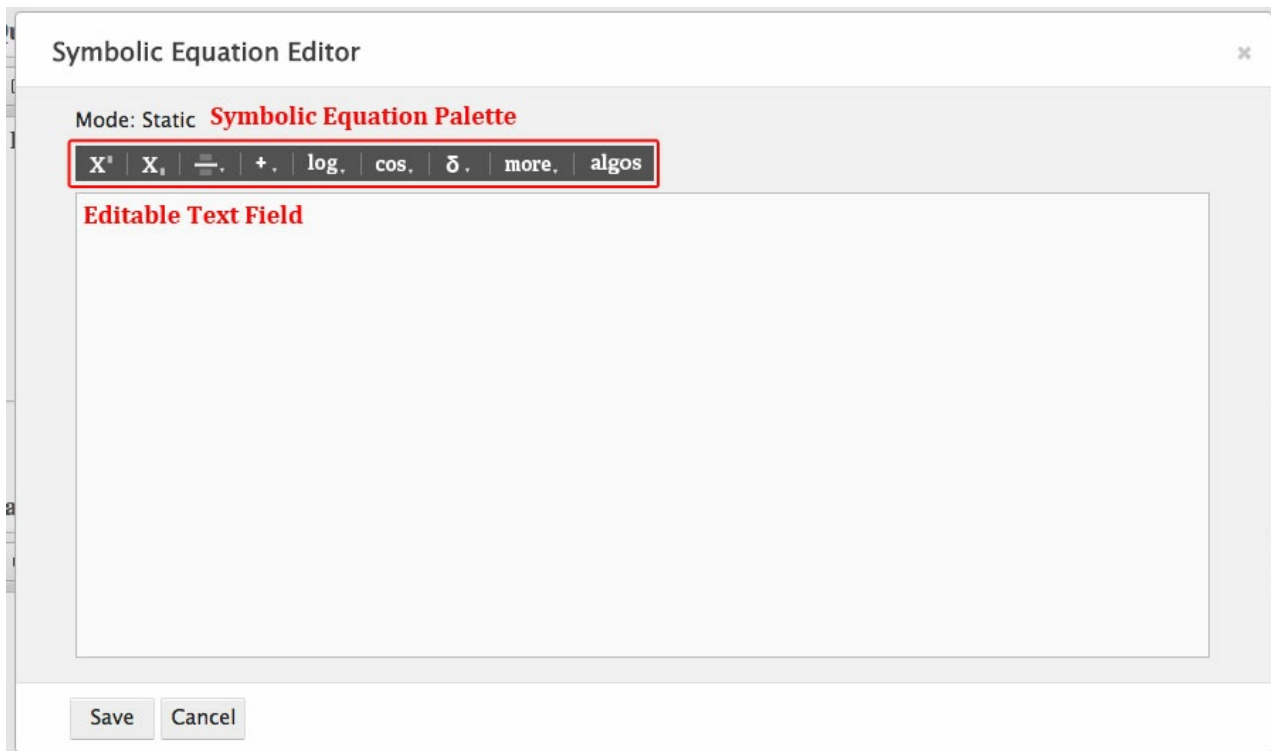 Symbolic Equation Editor
Mode: Static Symbolic Equation Palette
X" X, +, log, cos, δ, more, algos
Editable Text Field
Save Cancel